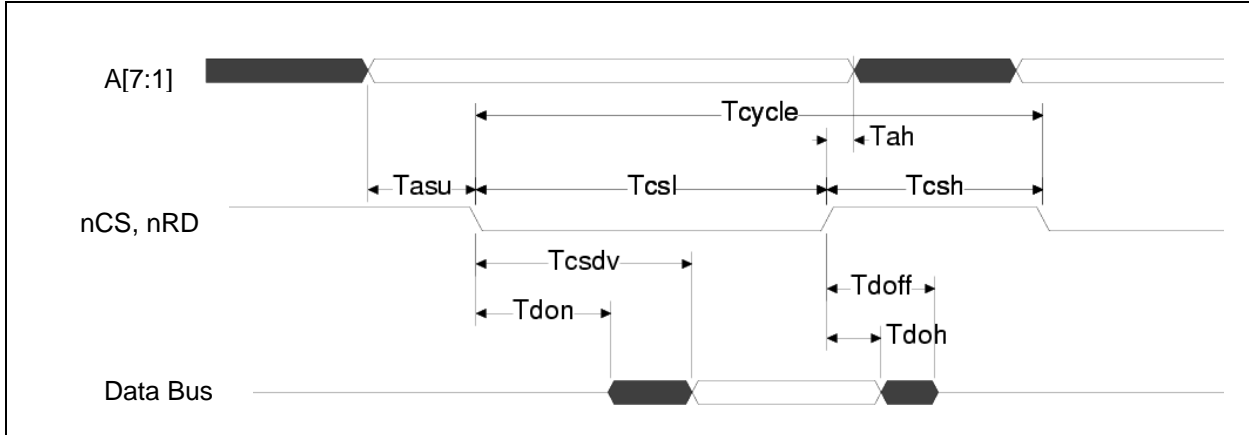 A[7:1]
Tcycle
Tah
Tasu
Tcsl
Tcsh
nCS, nRD
Tcsdv
Tdoff
Tdon
Tdoh
Data Bus